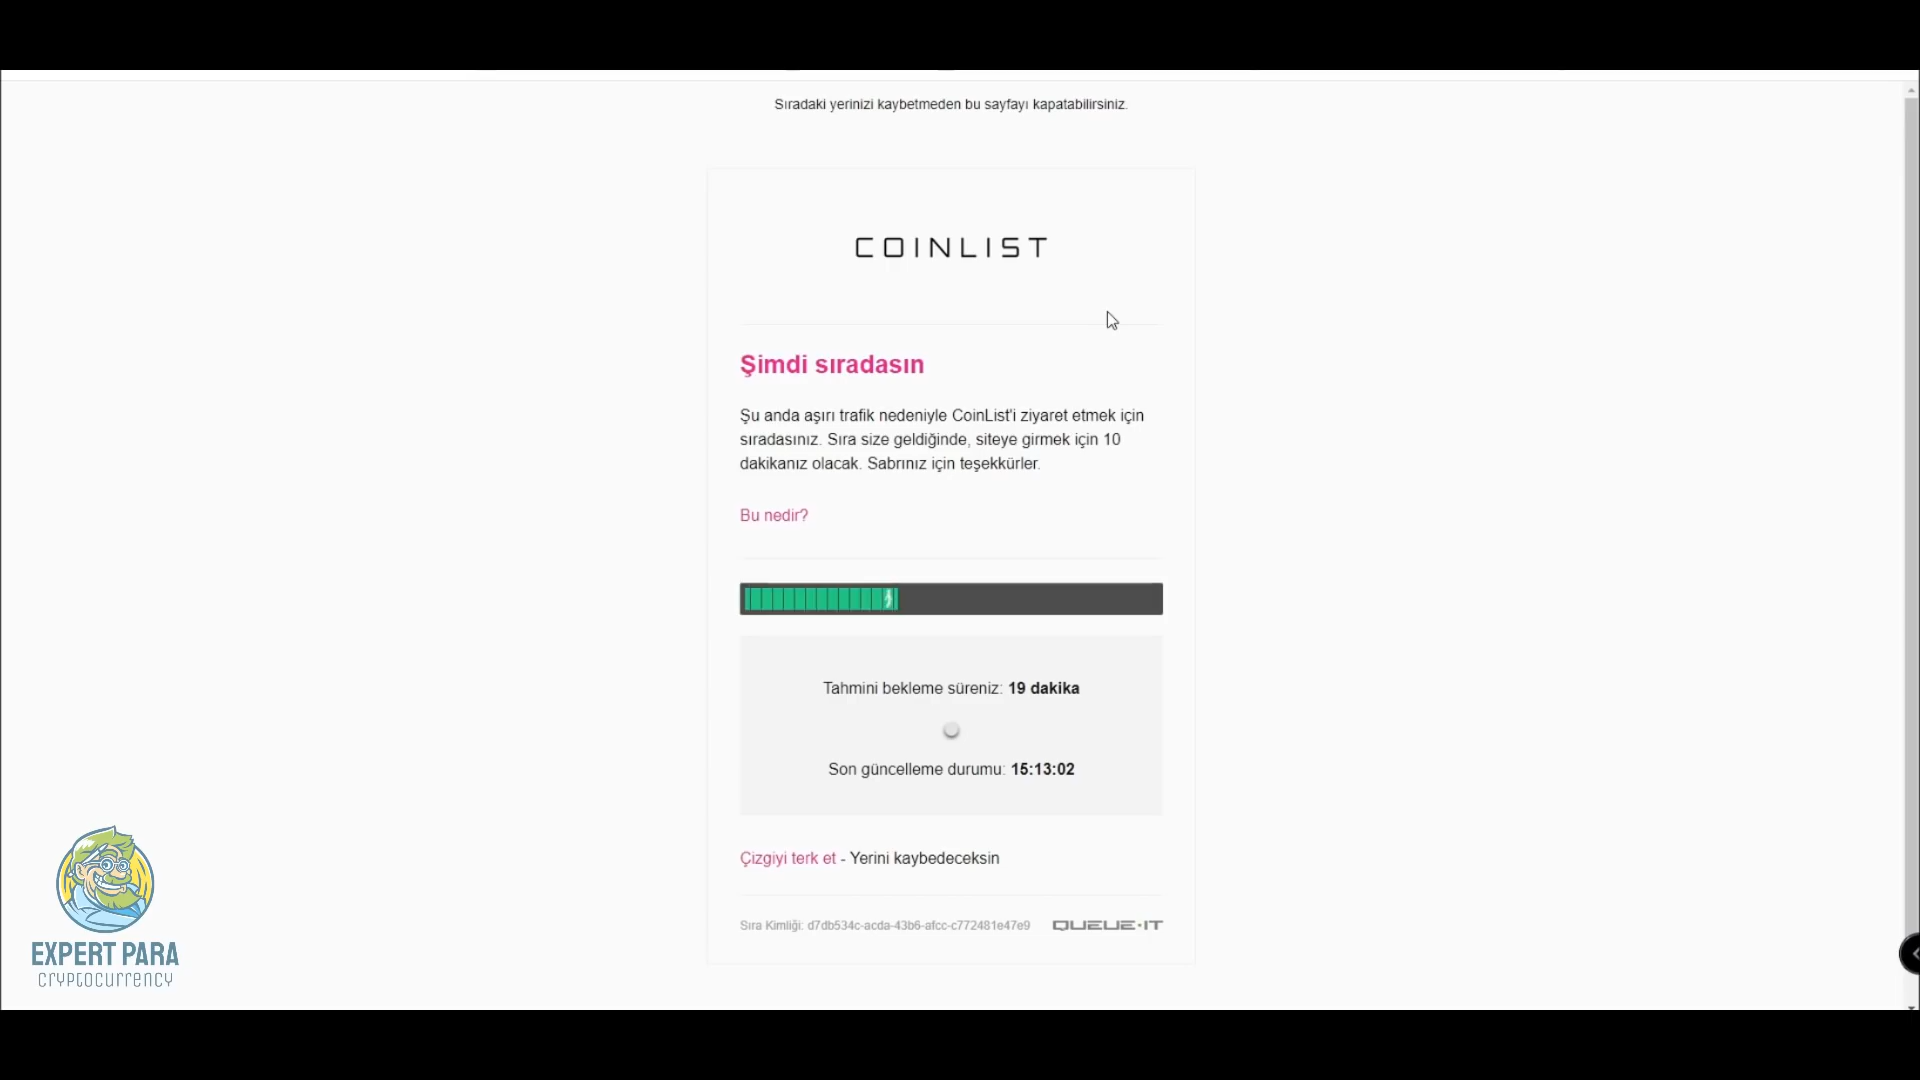 Sıradaki yerinizi kaybetmeden bu sayfayı kapatabilirsiniz.
COINLIST
Şimdi sıradasın
Şu anda aşırı trafik nedeniyle CoinList'i ziyaret etmek için
sıradasınız. Sıra size geldiğinde, siteye girmek için 10
dakikanız olacak. Sabrınız için teşekkürler.
Bu nedir?
Tahmini bekleme süreniz: 19 dakika
Son güncelleme durumu: 15:13:02
Çizgiyi terk et - Yerini kaybedeceksin
Sıra Kimliği: d7db534c-acda-43b6-afcc-c772481e47e9 QUEUE-IT
EXPERT PARA
cryptocurrency